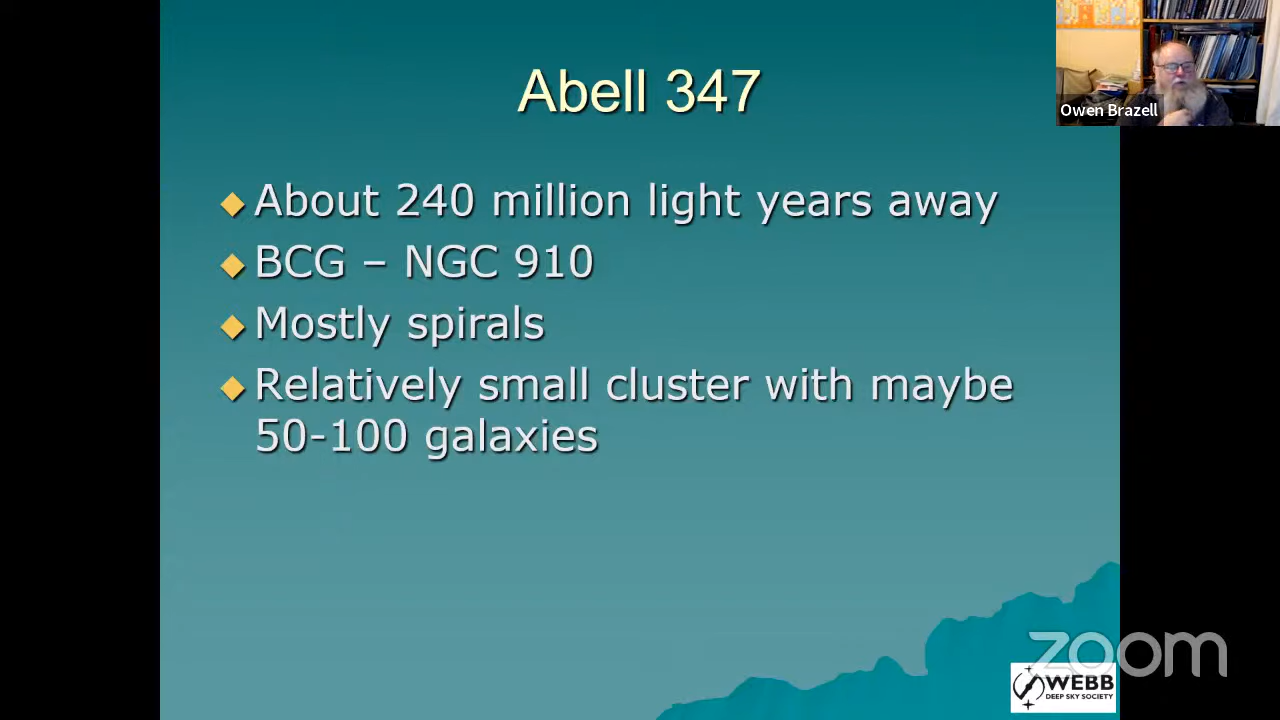 Abell 347
Owen Brazell
About 240 million light years away
BCG – NGC 910
Mostly spirals
Relatively small cluster with maybe
50-100 galaxies
zoom
WEBB
DEEP SKY SOCIETY